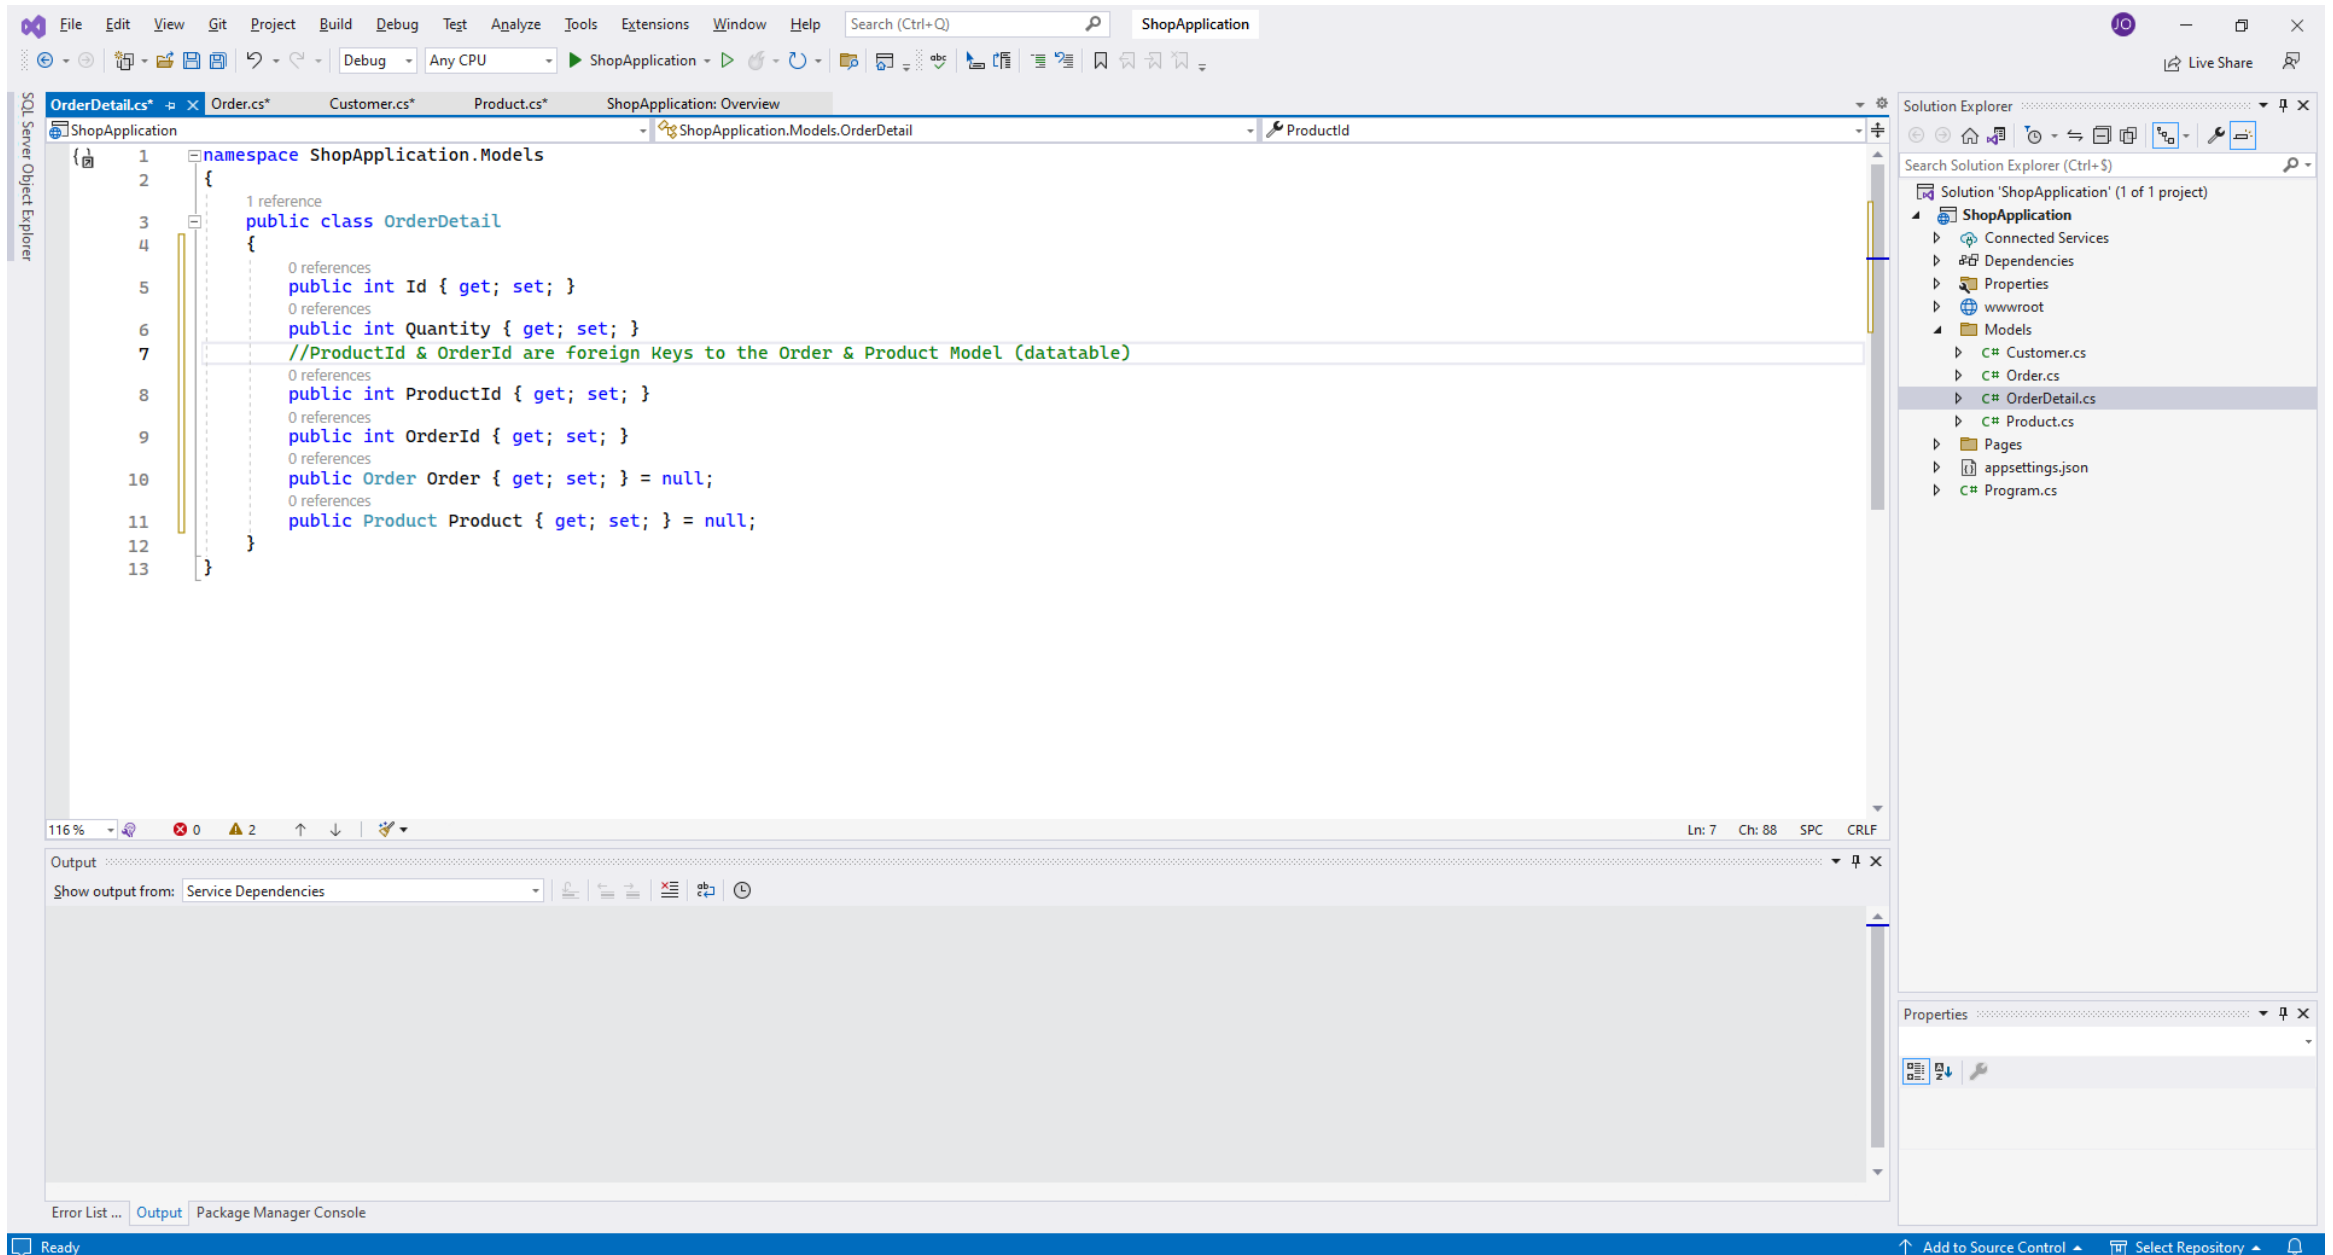 File Edit View Git Project Build Debug Test Analyze Tools Extensions Window Help Search (Ctrl+Q) ShopApplication JO
Debug Any CPU ShopApplication Live Share
SQL Server Object Explorer
OrderDetail.cs* Order.cs* Customer.cs* Product.cs* ShopApplication: Overview
ShopApplication ShopApplication.Models.OrderDetail ProductId
1 namespace ShopApplication.Models
2 {
1 reference
3 public class OrderDetail
4 {
0 references
5 public int Id { get; set; }
0 references
6 public int Quantity { get; set; }
7 //ProductId & OrderId are foreign Keys to the Order & Product Model (datatable)
0 references
8 public int ProductId { get; set; }
0 references
9 public int OrderId { get; set; }
0 references
10 public Order Order { get; set; } = null;
0 references
11 public Product Product { get; set; } = null;
12 }
13 }
116 % 0 2 Ln: 7 Ch: 88 SPC CRLF
Output
Show output from: Service Dependencies
Error List ... Output Package Manager Console
Solution Explorer
Search Solution Explorer (Ctrl+$)
Solution 'ShopApplication' (1 of 1 project)
ShopApplication
Connected Services
Dependencies
Properties
wwwroot
Models
C# Customer.cs
C# Order.cs
C# OrderDetail.cs
C# Product.cs
Pages
appsettings.json
C# Program.cs
Properties
Ready Add to Source Control Select Repository